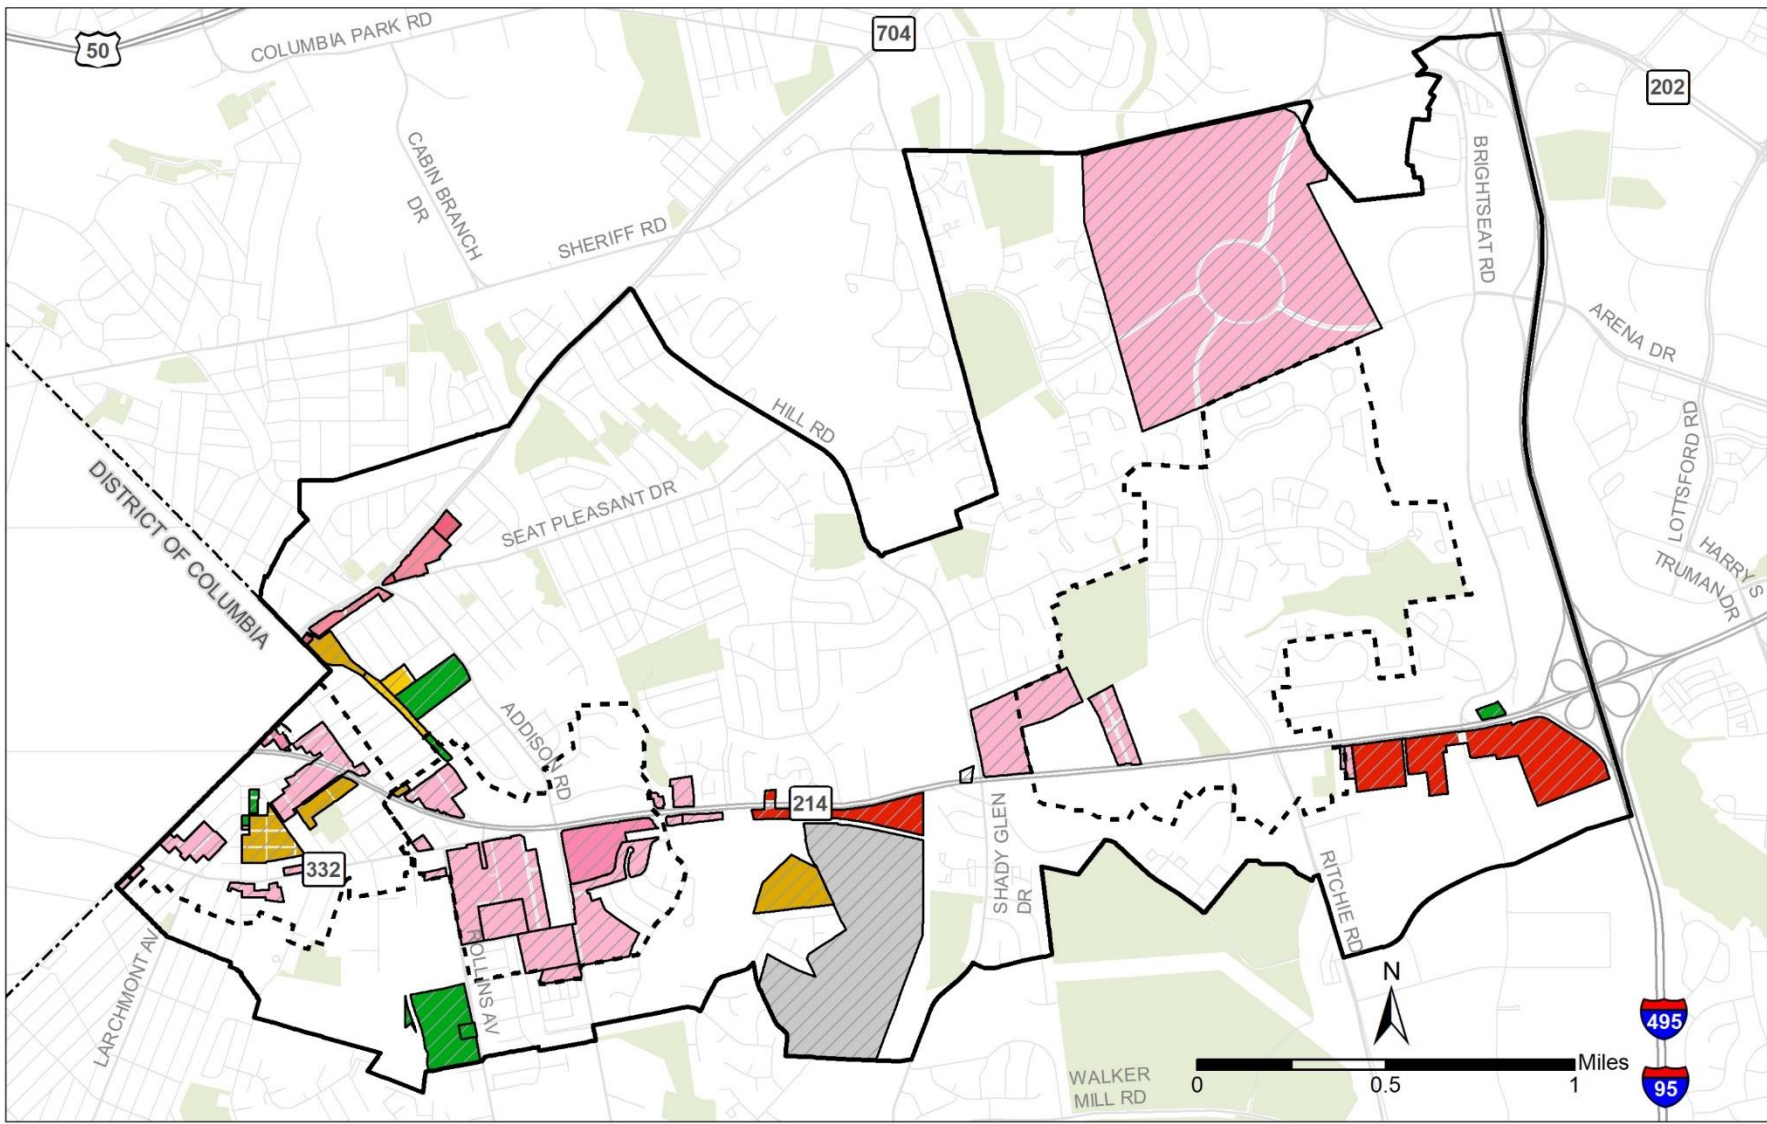 50
COLUMBIA PARK RD
704
202
CABIN BRANCH
DR
SHERIFF RD
BRIGHTSEAT RD
ARENA DR
HILL RD
LOTTSFORD RD
SEAT PLEASANT DR
DISTRICT OF COLUMBIA
HARRY S
TRUMAN DR
ADDISON RD
214
332
SHADY GLEN
DR
RITCHIE RD
LARCHMONT AV
ROLLINS AV
N
495
Miles
0
0.5
1
WALKER
MILL RD
95